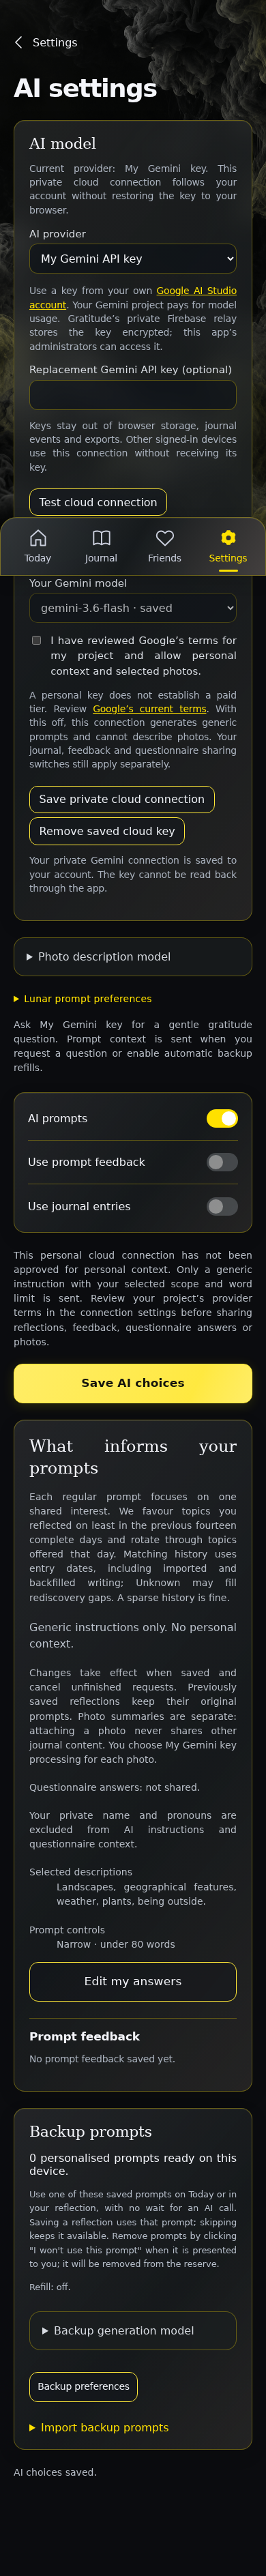 Settings
AI settings
AI model
Current provider: My Gemini key. This
private cloud connection follows your
account without restoring the key to your
browser.
AI provider
My Gemini API key
Use a key from your own Google AI Studio
account. Your Gemini project pays for model
usage. Gratitude’s private Firebase relay
stores the key encrypted; this app’s
administrators can access it.
Replacement Gemini API key (optional)
Keys stay out of browser storage, journal
events and exports. Other signed-in devices
use this connection without receiving its
key.
Test cloud connection
Today
Journal
Friends
Settings
Your Gemini model
gemini-3.6-flash · saved
I have reviewed Google’s terms for
my project and allow personal
context and selected photos.
A personal key does not establish a paid
tier. Review Google’s current terms. With
this off, this connection generates generic
prompts and cannot describe photos. Your
journal, feedback and questionnaire sharing
switches still apply separately.
Save private cloud connection
Remove saved cloud key
Your private Gemini connection is saved to
your account. The key cannot be read back
through the app.
Photo description model
Lunar prompt preferences
Ask My Gemini key for a gentle gratitude
question. Prompt context is sent when you
request a question or enable automatic backup
refills.
AI prompts
Use prompt feedback
Use journal entries
This personal cloud connection has not been
approved for personal context. Only a generic
instruction with your selected scope and word
limit is sent. Review your project’s provider
terms in the connection settings before sharing
reflections, feedback, questionnaire answers or
photos.
Save AI choices
What informs your
prompts
Each regular prompt focuses on one
shared interest. We favour topics you
reflected on least in the previous fourteen
complete days and rotate through topics
offered that day. Matching history uses
entry dates, including imported and
backfilled writing; Unknown may fill
rediscovery gaps. A sparse history is fine.
Generic instructions only. No personal
context.
Changes take effect when saved and
cancel unfinished requests. Previously
saved reflections keep their original
prompts. Photo summaries are separate:
attaching a photo never shares other
journal content. You choose My Gemini key
processing for each photo.
Questionnaire answers: not shared.
Your private name and pronouns are
excluded from AI instructions and
questionnaire context.
Selected descriptions
Landscapes, geographical features,
weather, plants, being outside.
Prompt controls
Narrow · under 80 words
Edit my answers
Prompt feedback
No prompt feedback saved yet.
Backup prompts
0 personalised prompts ready on this
device.
Use one of these saved prompts on Today or in
your reflection, with no wait for an AI call.
Saving a reflection uses that prompt; skipping
keeps it available. Remove prompts by clicking
"I won't use this prompt" when it is presented
to you; it will be removed from the reserve.
Refill: off.
Backup generation model
Backup preferences
Import backup prompts
AI choices saved.